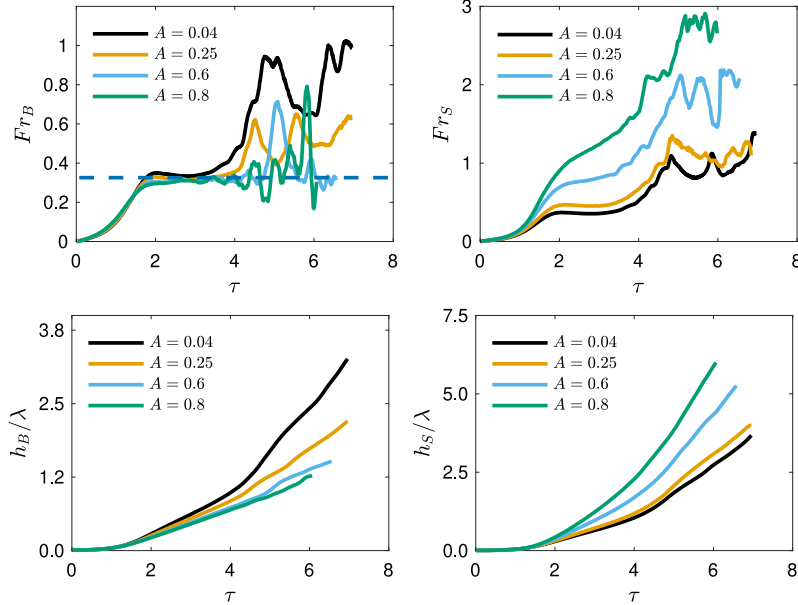 Fr_B
1
0.8
0.6
0.4
0.2
0
0 2 4 6 8
τ
A = 0.04
A = 0.25
A = 0.6
A = 0.8
Fr_S
3
2
1
0
0 2 4 6 8
τ
A = 0.04
A = 0.25
A = 0.6
A = 0.8
h_B/λ
3.8
2.5
1.2
0.0
0 2 4 6 8
τ
A = 0.04
A = 0.25
A = 0.6
A = 0.8
h_S/λ
7.5
5.0
2.5
0.0
0 2 4 6 8
τ
A = 0.04
A = 0.25
A = 0.6
A = 0.8